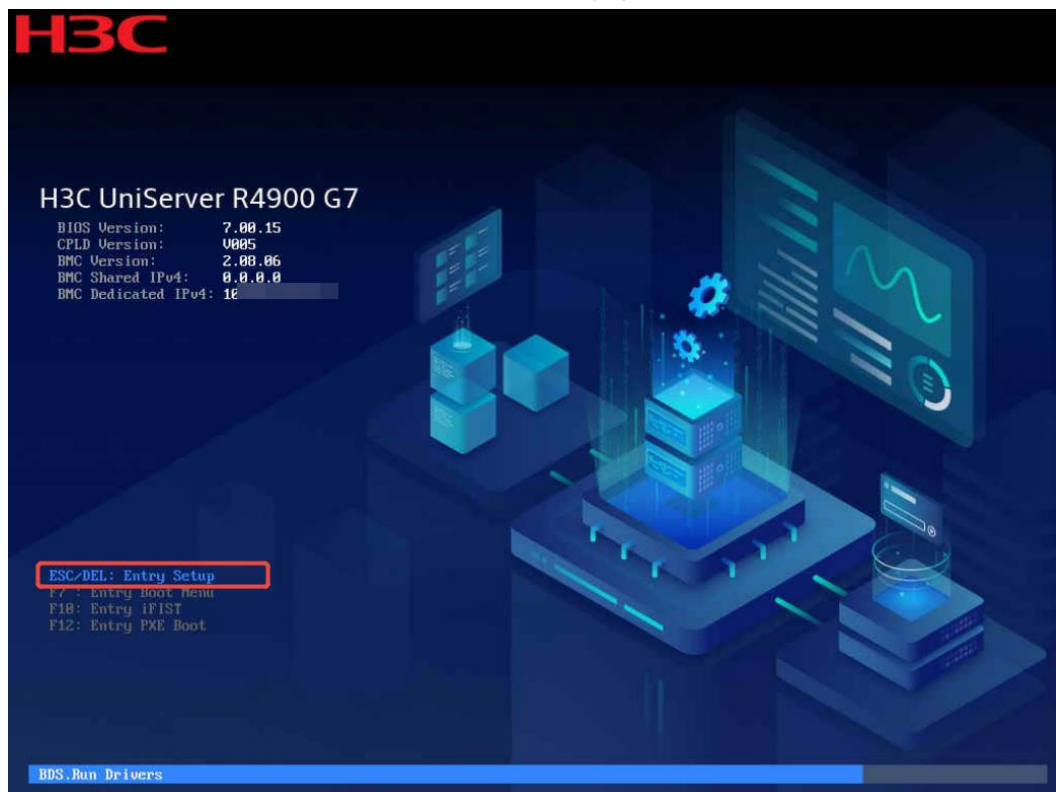 H3C
H3C UniServer R4900 G7
BIOS Version: 7.00.15
CPLD Version: V005
BMC Version: 2.08.06
BMC Shared IPv4: 0.0.0.0
BMC Dedicated IPv4: 10
ESC/DEL: Entry Setup
F7 : Entry Boot Menu
F10: Entry iFIST
F12: Entry PXE Boot
BDS.Run Drivers